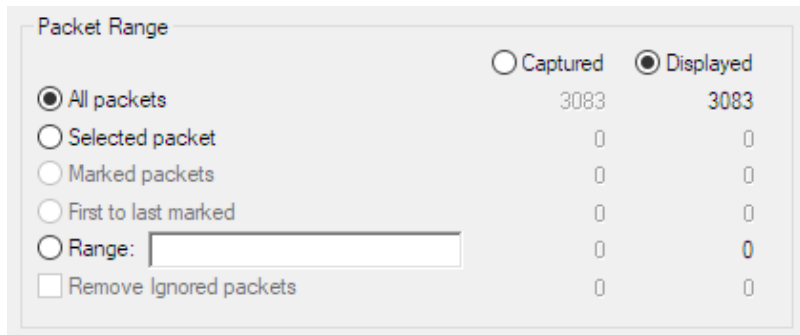 Packet Range
Captured Displayed
All packets 3083 3083
Selected packet 0 0
Marked packets 0 0
First to last marked 0 0
Range: 0 0
Remove Ignored packets 0 0